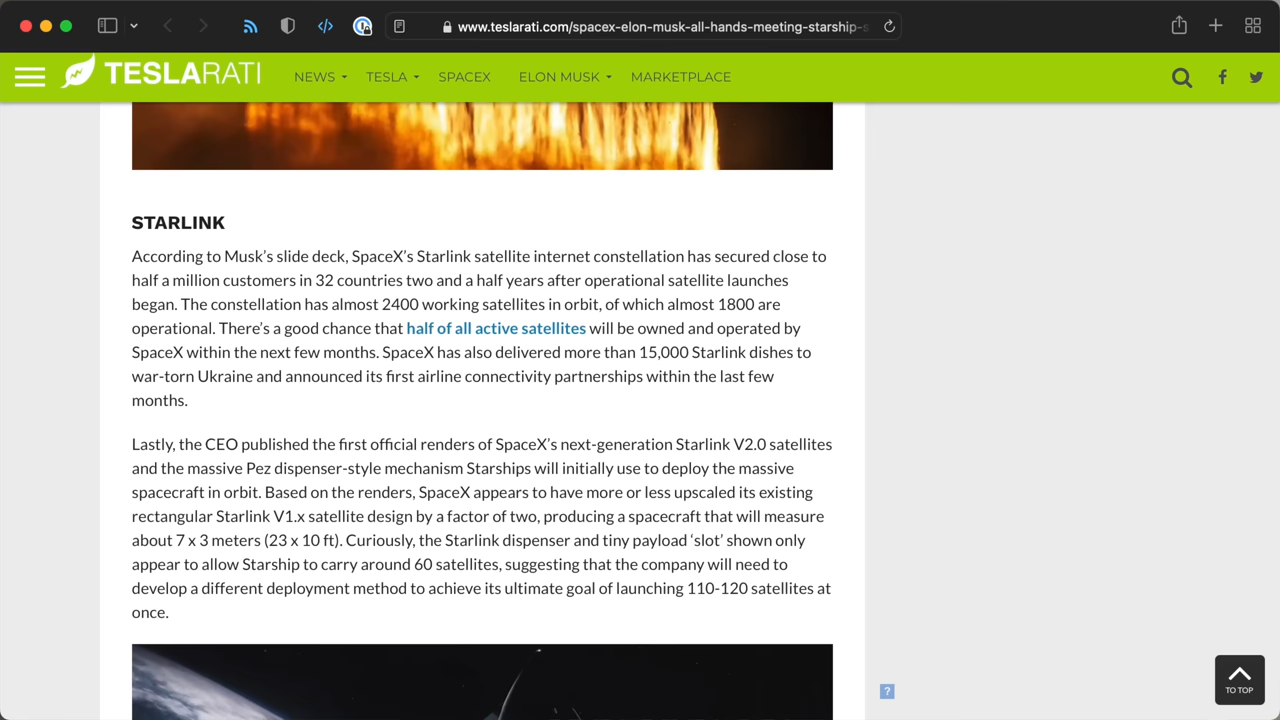 www.teslarati.com/spacex-elon-musk-all-hands-meeting-starship-s
TESLARATI NEWS TESLA SPACEX ELON MUSK MARKETPLACE
STARLINK
According to Musk’s slide deck, SpaceX’s Starlink satellite internet constellation has secured close to
half a million customers in 32 countries two and a half years after operational satellite launches
began. The constellation has almost 2400 working satellites in orbit, of which almost 1800 are
operational. There’s a good chance that half of all active satellites will be owned and operated by
SpaceX within the next few months. SpaceX has also delivered more than 15,000 Starlink dishes to
war-torn Ukraine and announced its first airline connectivity partnerships within the last few
months.
Lastly, the CEO published the first official renders of SpaceX’s next-generation Starlink V2.0 satellites
and the massive Pez dispenser-style mechanism Starships will initially use to deploy the massive
spacecraft in orbit. Based on the renders, SpaceX appears to have more or less upscaled its existing
rectangular Starlink V1.x satellite design by a factor of two, producing a spacecraft that will measure
about 7 x 3 meters (23 x 10 ft). Curiously, the Starlink dispenser and tiny payload ‘slot’ shown only
appear to allow Starship to carry around 60 satellites, suggesting that the company will need to
develop a different deployment method to achieve its ultimate goal of launching 110-120 satellites at
once.
?
TO TOP